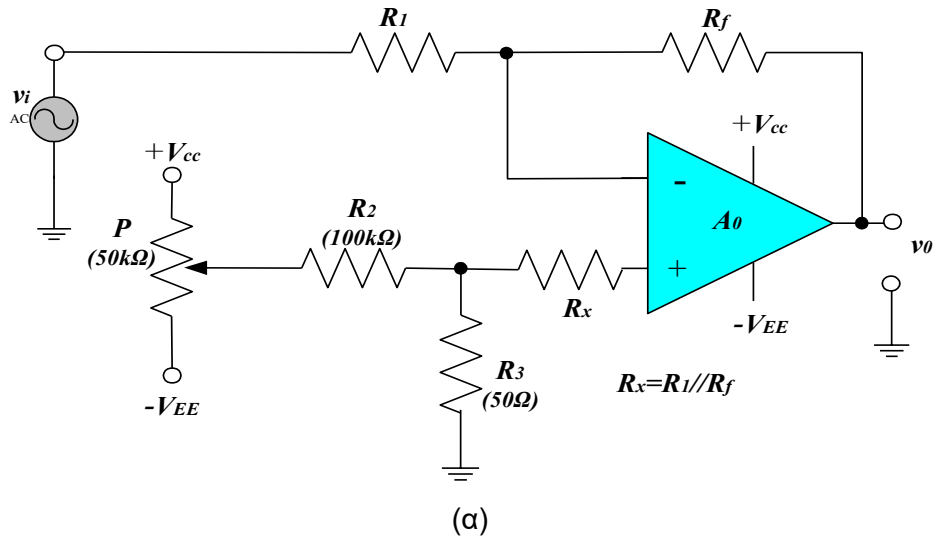 R1
Rf
vi
AC
+Vcc
+Vcc
P
(50kΩ)
R2
(100kΩ)
-
A0
+
v0
Rx
-VEE
R3
(50Ω)
Rx=R1//Rf
-VEE
(α)